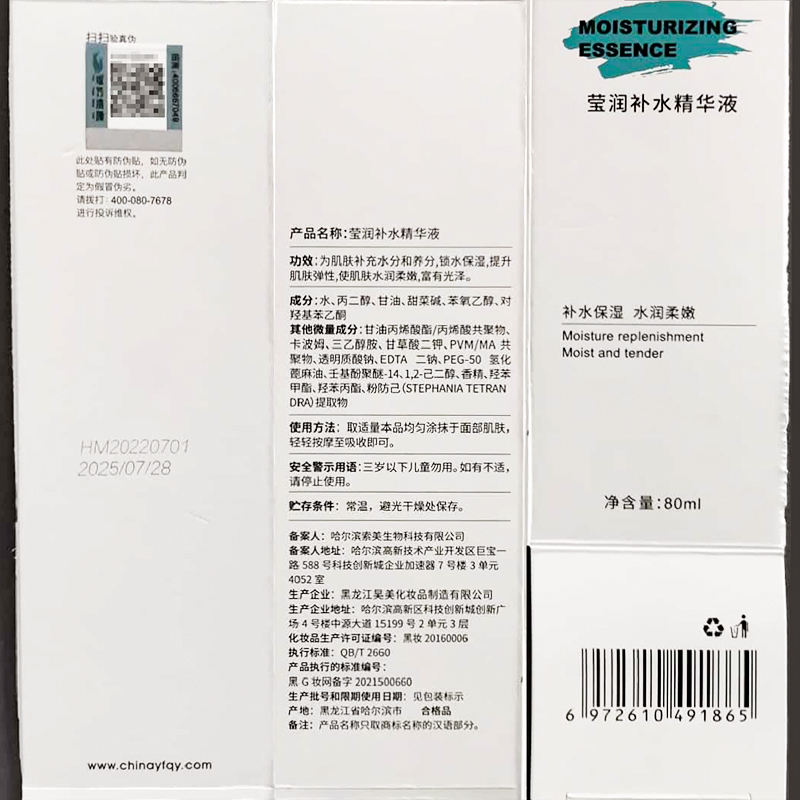 扫扫验真伪
此处贴有防伪贴，如无防伪
贴或防伪贴损坏，此产品判
定为假冒伪劣。
请拨打：400-080-7678
进行投诉维权。
HM20220701
2025/07/28
www.chinayfqy.com
产品名称：莹润补水精华液
功效：为肌肤补充水分和养分，锁水保湿，提升
肌肤弹性，使肌肤水润柔嫩，富有光泽。
成分：水、丙二醇、甘油、甜菜碱、苯氧乙醇、对
羟基苯乙酮
其他微量成分：甘油丙烯酸酯/丙烯酸共聚物、
卡波姆、三乙醇胺、甘草酸二钾、PVM/MA 共
聚物、透明质酸钠、EDTA 二钠、PEG-50 氢化
蓖麻油、壬基酚聚醚-14、1,2-己二醇、香精、羟苯
甲酯、羟苯丙酯、粉防己（STEPHANIA TETRAN
DRA）提取物
使用方法：取适量本品均匀涂抹于面部肌肤，
轻轻按摩至吸收即可。
安全警示用语：三岁以下儿童勿用。如有不适，
请停止使用。
贮存条件：常温，避光干燥处保存。
备案人：哈尔滨索美生物科技有限公司
备案人地址：哈尔滨高新技术产业开发区巨宝一
路 588 号科技创新城企业加速器 7 号楼 3 单元
4052 室
生产企业：黑龙江昊美化妆品制造有限公司
生产企业地址：哈尔滨高新区科技创新城创新广
场 4 号楼中源大道 15199 号 2 单元 3 层
化妆品生产许可证编号：黑妆 20160006
执行标准：QB/T 2660
产品执行的标准编号：
黑 G 妆网备字 2021500660
生产批号和限期使用日期：见包装标示
产地：黑龙江省哈尔滨市 合格品
备注：产品名称只取商标名称的汉语部分。
MOISTURIZING
ESSENCE
莹润补水精华液
补水保湿 水润柔嫩
Moisture replenishment
Moist and tender
净含量：80ml
6 972610 491865